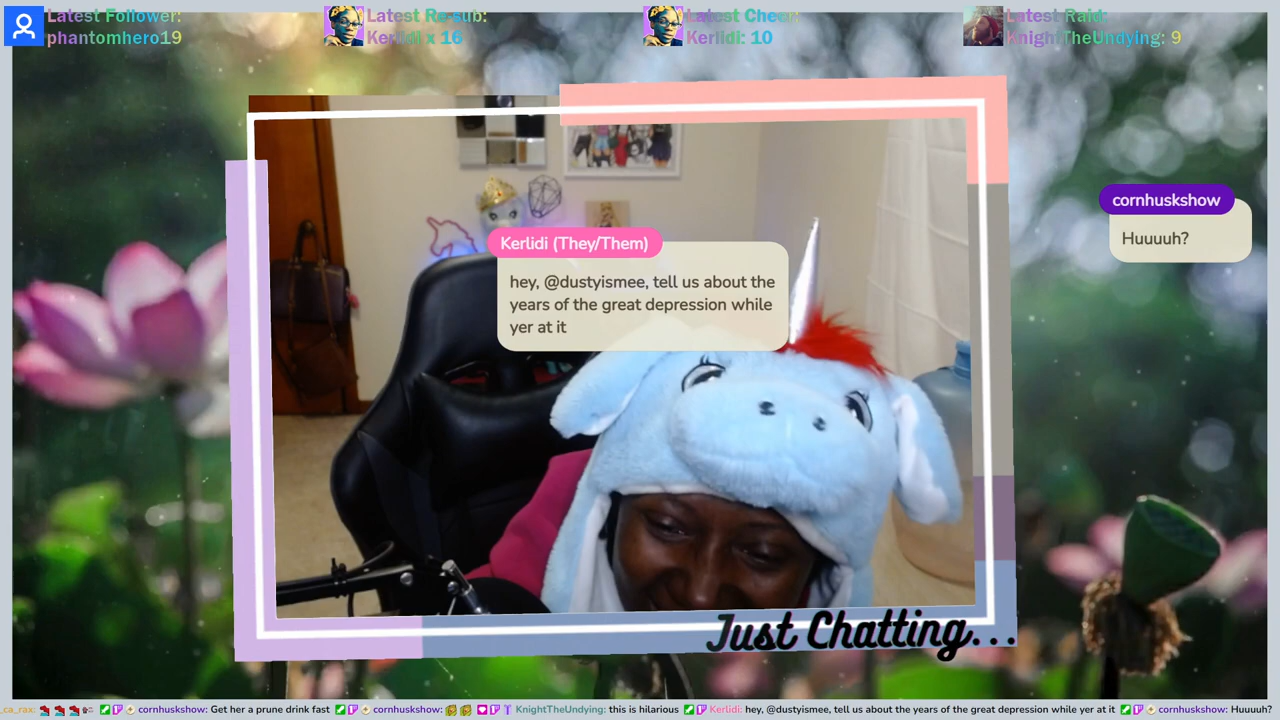 Latest Follower:
phantomhero19
Latest Re-sub:
Kerlidi x 16
Latest Cheer:
Kerlidi: 10
Latest Raid:
KnightTheUndying: 9
Kerlidi (They/Them)
hey, @dustyismee, tell us about the
years of the great depression while
yer at it
cornhuskshow
Huuuuh?
Just Chatting...
_ca_rax: cornhuskshow: Get her a prune drink fast cornhuskshow: KnightTheUndying: this is hilarious Kerlidi: hey, @dustyismee, tell us about the years of the great depression while yer at it cornhuskshow: Huuuuh?